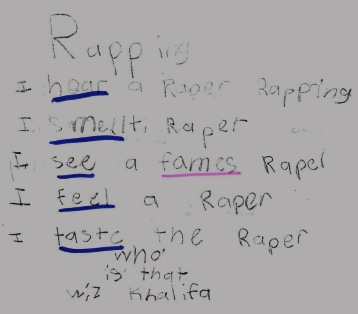 Rapping
I hear a Raper Rapping
I smellt Raper
I see a fames Raper
I feel a Raper
I taste the Raper
who
is that
wiz Khalifa